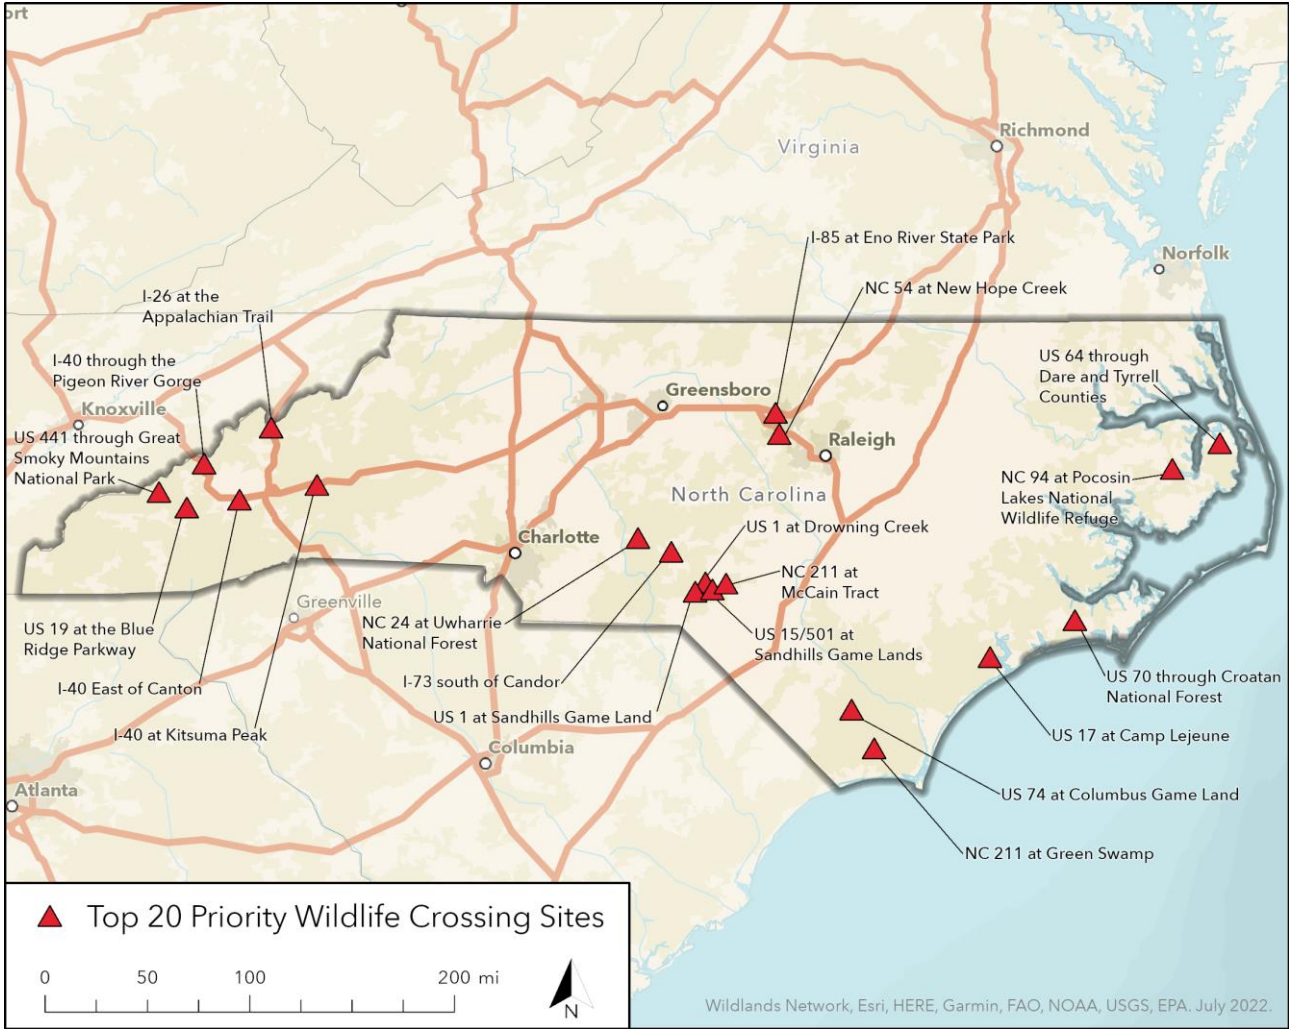 ort
Richmond
Virginia
I-85 at Eno River State Park
Norfolk
NC 54 at New Hope Creek
I-26 at the
Appalachian Trail
I-40 through the
Pigeon River Gorge
US 64 through
Dare and Tyrrell
Counties
Greensboro
Knoxville
US 441 through Great
Smoky Mountains
National Park
Raleigh
NC 94 at Pocosin
Lakes National
Wildlife Refuge
North Carolina
US 1 at Drowning Creek
Charlotte
NC 211 at
McCain Tract
Greenville
US 19 at the Blue
Ridge Parkway
NC 24 at Uwharrie
National Forest
US 15/501 at
Sandhills Game Lands
I-73 south of Candor
US 70 through Croatan
National Forest
I-40 East of Canton
US 1 at Sandhills Game Land
I-40 at Kitsuma Peak
US 17 at Camp Lejeune
Columbia
Atlanta
US 74 at Columbus Game Land
NC 211 at Green Swamp
Top 20 Priority Wildlife Crossing Sites
0 50 100 200 mi
N
Wildlands Network, Esri, HERE, Garmin, FAO, NOAA, USGS, EPA. July 2022.